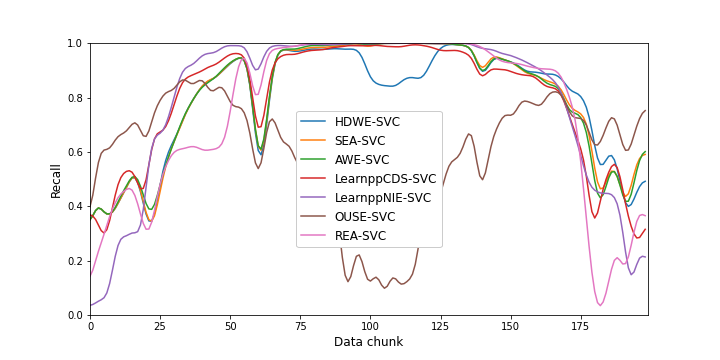 1.0
0.8
0.6
0.4
0.2
0.0
Recall
HDWE-SVC
SEA-SVC
AWE-SVC
LearnppCDS-SVC
LearnppNIE-SVC
OUSE-SVC
REA-SVC
0 25 50 75 100 125 150 175
Data chunk